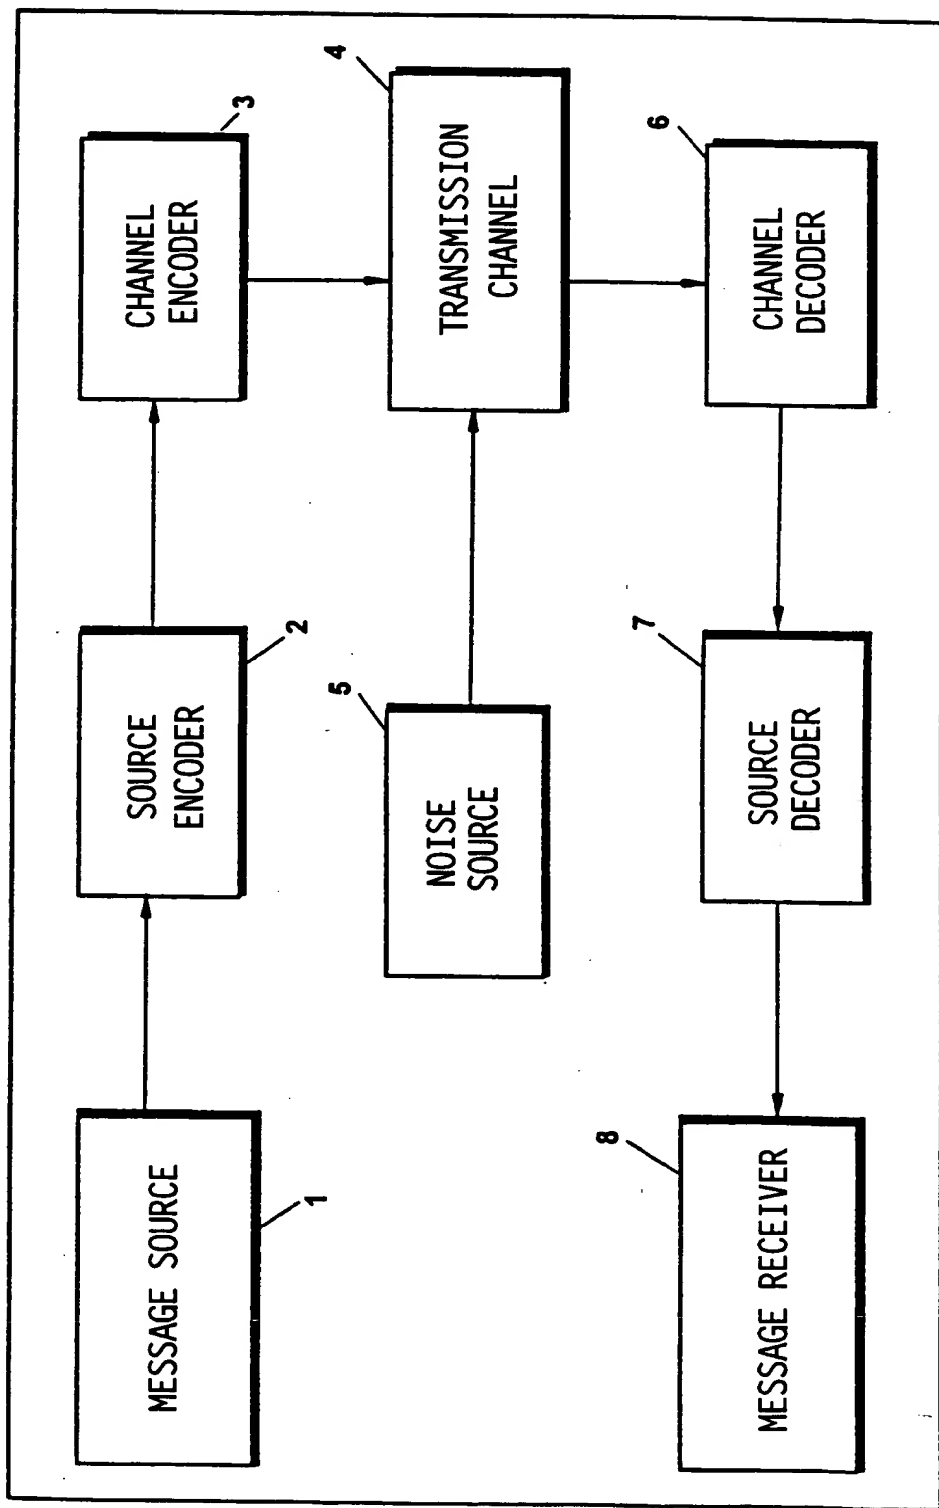 MESSAGE SOURCE
1
SOURCE
ENCODER
2
CHANNEL
ENCODER
3
NOISE
SOURCE
5
TRANSMISSION
CHANNEL
4
MESSAGE RECEIVER
8
SOURCE
DECODER
7
CHANNEL
DECODER
6